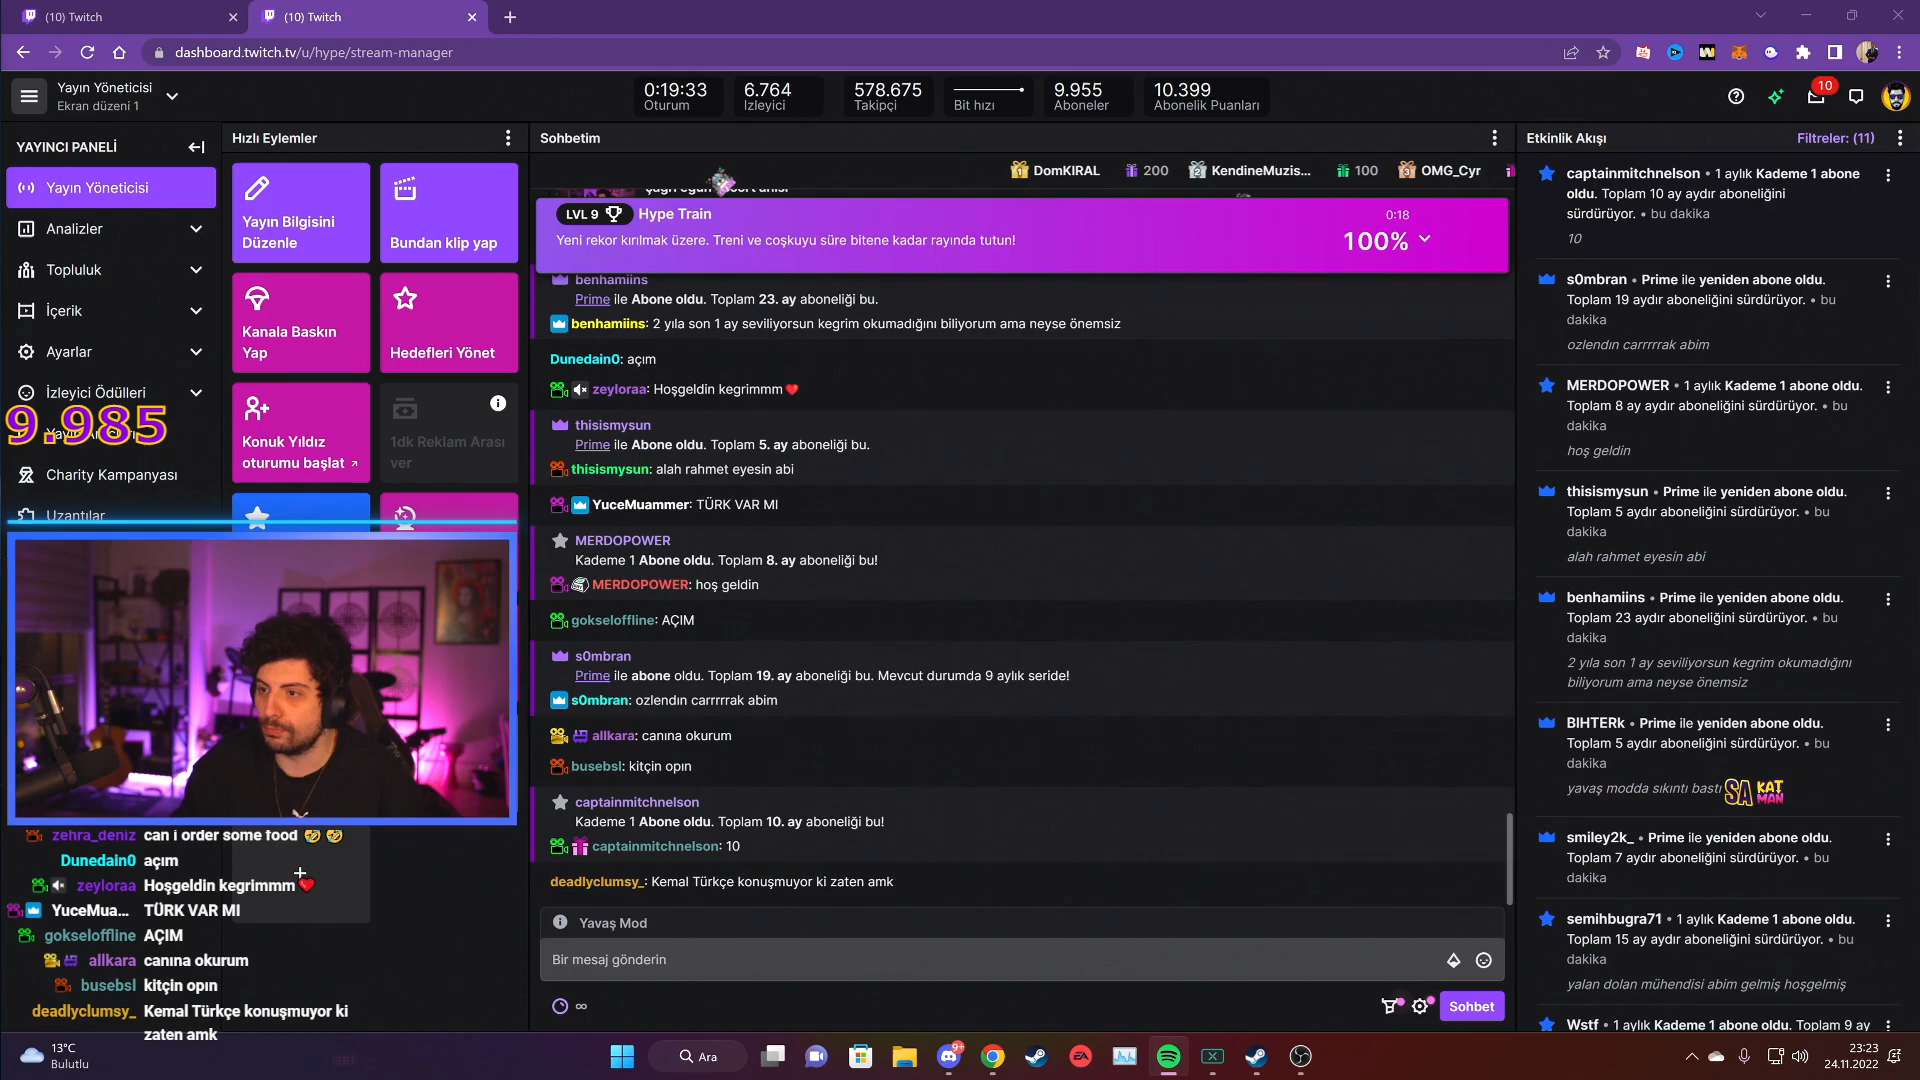 (10) Twitch
(10) Twitch
dashboard.twitch.tv/u/hype/stream-manager
Yayın Yöneticisi
Ekran düzeni 1
0:19:33
Oturum
6.764
İzleyici
578.675
Takipçi
Bit hızı
9.955
Aboneler
10.399
Abonelik Puanları
10
YAYINCI PANELİ
Yayın Yöneticisi
Analizler
Topluluk
İçerik
Ayarlar
İzleyici Ödülleri
9.985
Charity Kampanyası
Uzantılar
Hızlı Eylemler
Yayın Bilgisini
Düzenle
Bundan klip yap
Kanala Baskın
Yap
Hedefleri Yönet
Konuk Yıldız
oturumu başlat
1dk Reklam Arası
ver
zehra_deniz can i order some food 🤣 🤣
Dunedain0 açım
zeyloraa Hoşgeldin kegrimmm ❤
YuceMua... TÜRK VAR MI
gokseloffline AÇIM
allkara canına okurum
busebsl kitçin opın
deadlyclumsy_ Kemal Türkçe konuşmuyor ki
zaten amk
Sohbetim
1 DomKIRAL 200 2 KendineMuzis... 100 3 OMG_Cyr
LVL 9 Hype Train
Yeni rekor kırılmak üzere. Treni ve coşkuyu süre bitene kadar rayında tutun!
0:18
100%
benhamiins
Prime ile Abone oldu. Toplam 23. ay aboneliği bu.
benhamiins: 2 yıla son 1 ay seviliyorsun kegrim okumadığını biliyorum ama neyse önemsiz
Dunedain0: açım
zeyloraa: Hoşgeldin kegrimmm❤
thisismysun
Prime ile Abone oldu. Toplam 5. ay aboneliği bu.
thisismysun: alah rahmet eyesin abi
YuceMuammer: TÜRK VAR MI
MERDOPOWER
Kademe 1 Abone oldu. Toplam 8. ay aboneliği bu!
MERDOPOWER: hoş geldin
gokseloffline: AÇIM
s0mbran
Prime ile abone oldu. Toplam 19. ay aboneliği bu. Mevcut durumda 9 aylık seride!
s0mbran: ozlendın carrrrrak abim
allkara: canına okurum
busebsl: kitçin opın
captainmitchnelson
Kademe 1 Abone oldu. Toplam 10. ay aboneliği bu!
captainmitchnelson: 10
deadlyclumsy_: Kemal Türkçe konuşmuyor ki zaten amk
Yavaş Mod
Bir mesaj gönderin
∞
Sohbet
Etkinlik Akışı
Filtreler: (11)
captainmitchnelson • 1 aylık Kademe 1 abone
oldu. Toplam 10 ay aydır aboneliğini
sürdürüyor. • bu dakika
10
s0mbran • Prime ile yeniden abone oldu.
Toplam 19 aydır aboneliğini sürdürüyor. • bu
dakika
ozlendın carrrrrak abim
MERDOPOWER • 1 aylık Kademe 1 abone oldu.
Toplam 8 ay aydır aboneliğini sürdürüyor. • bu
dakika
hoş geldin
thisismysun • Prime ile yeniden abone oldu.
Toplam 5 aydır aboneliğini sürdürüyor. • bu
dakika
alah rahmet eyesin abi
benhamiins • Prime ile yeniden abone oldu.
Toplam 23 aydır aboneliğini sürdürüyor. • bu
dakika
2 yıla son 1 ay seviliyorsun kegrim okumadığını
biliyorum ama neyse önemsiz
BIHTERk • Prime ile yeniden abone oldu.
Toplam 5 aydır aboneliğini sürdürüyor. • bu
dakika
yavaş modda sıkıntı bastı SA KAT MAN
smiley2k_ • Prime ile yeniden abone oldu.
Toplam 7 aydır aboneliğini sürdürüyor. • bu
dakika
semihbugra71 • 1 aylık Kademe 1 abone oldu.
Toplam 15 ay aydır aboneliğini sürdürüyor. • bu
dakika
yalan dolan mühendisi abim gelmiş hoşgelmiş
Wstf • 1 aylık Kademe 1 abone oldu. Toplam 9 ay
13°C
Bulutlu
Ara
9+
EA
23:23
24.11.2022